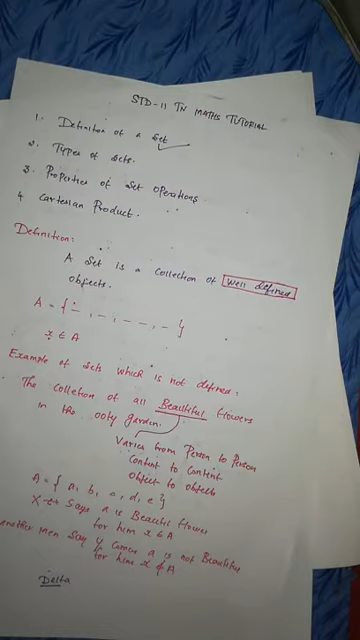 STD-11 TN MATHS TUTORIAL
1. Definition of a Set
2. Types of Sets.
3. Properties of Set Operations.
4 Cartesian Product.
Definition:
A Set is a collection of well defined
objects.
A = { -, -, -, -, - }
x ∈ A
Example of Sets which is not defined:
The Colletion of all Beautiful flowers
in the ooty garden.
Varies from Person to Person
Content to Content
Object to objects
A = { A, b, c, d, e }
X Says a is Beautiful flower
for him x ∈ A
another Men Say y a is not Beautiful
for him x ∉ A
Delta